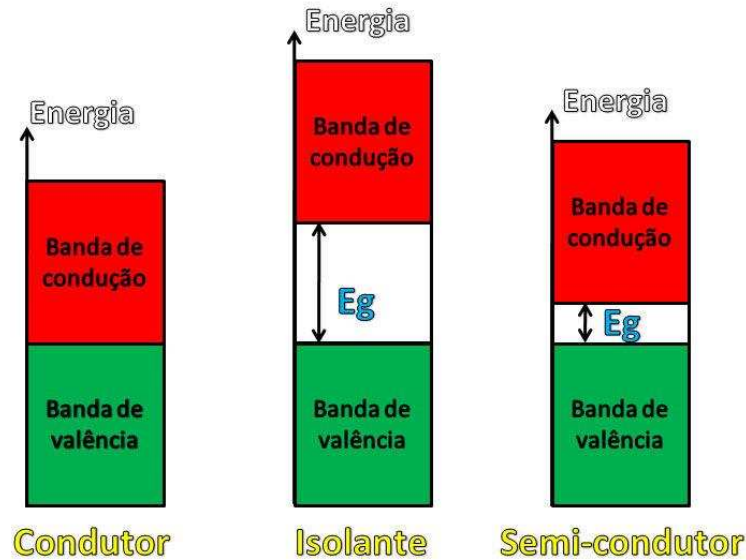 Energia
Banda de
condução
Banda de
valência
Condutor
Energia
Banda de
condução
Eg
Banda de
valência
Isolante
Energia
Banda de
condução
Eg
Banda de
valência
Semi-condutor